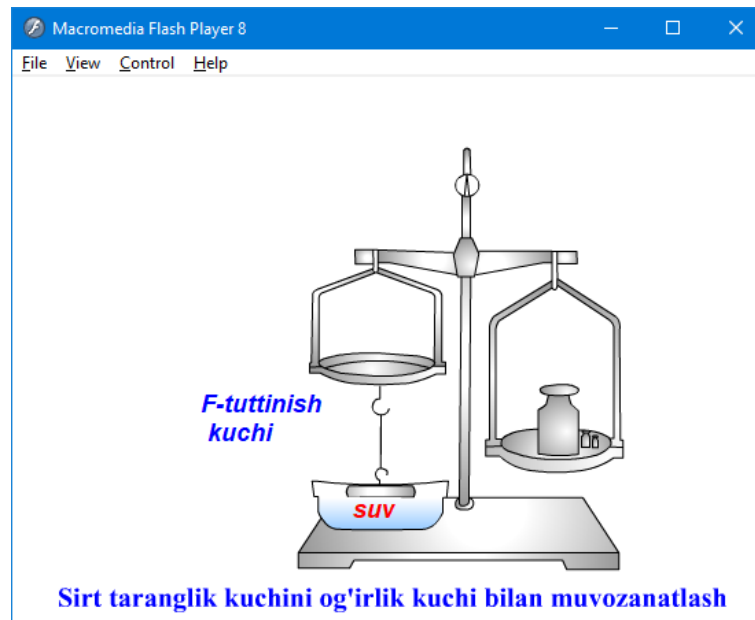 Macromedia Flash Player 8
File View Control Help
F-tuttinish
kuchi
suv
Sirt taranglik kuchini og'irlik kuchi bilan muvozanatlash